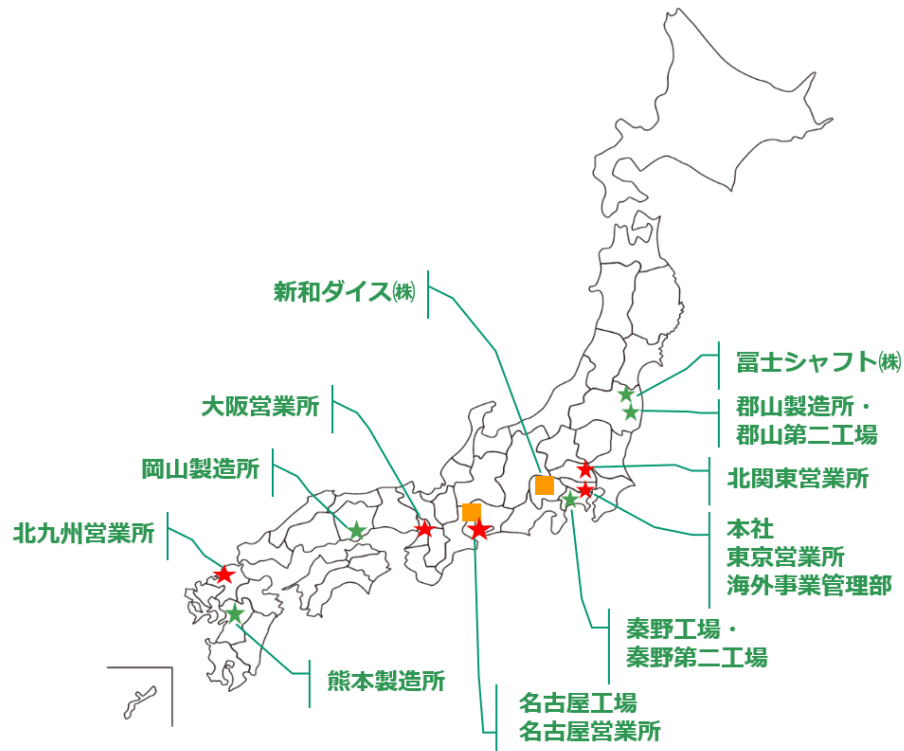 新和ダイス㈱
冨士シャフト㈱
大阪営業所
郡山製造所・
郡山第二工場
岡山製造所
北関東営業所
北九州営業所
本社
東京営業所
海外事業管理部
秦野工場・
秦野第二工場
熊本製造所
名古屋工場
名古屋営業所